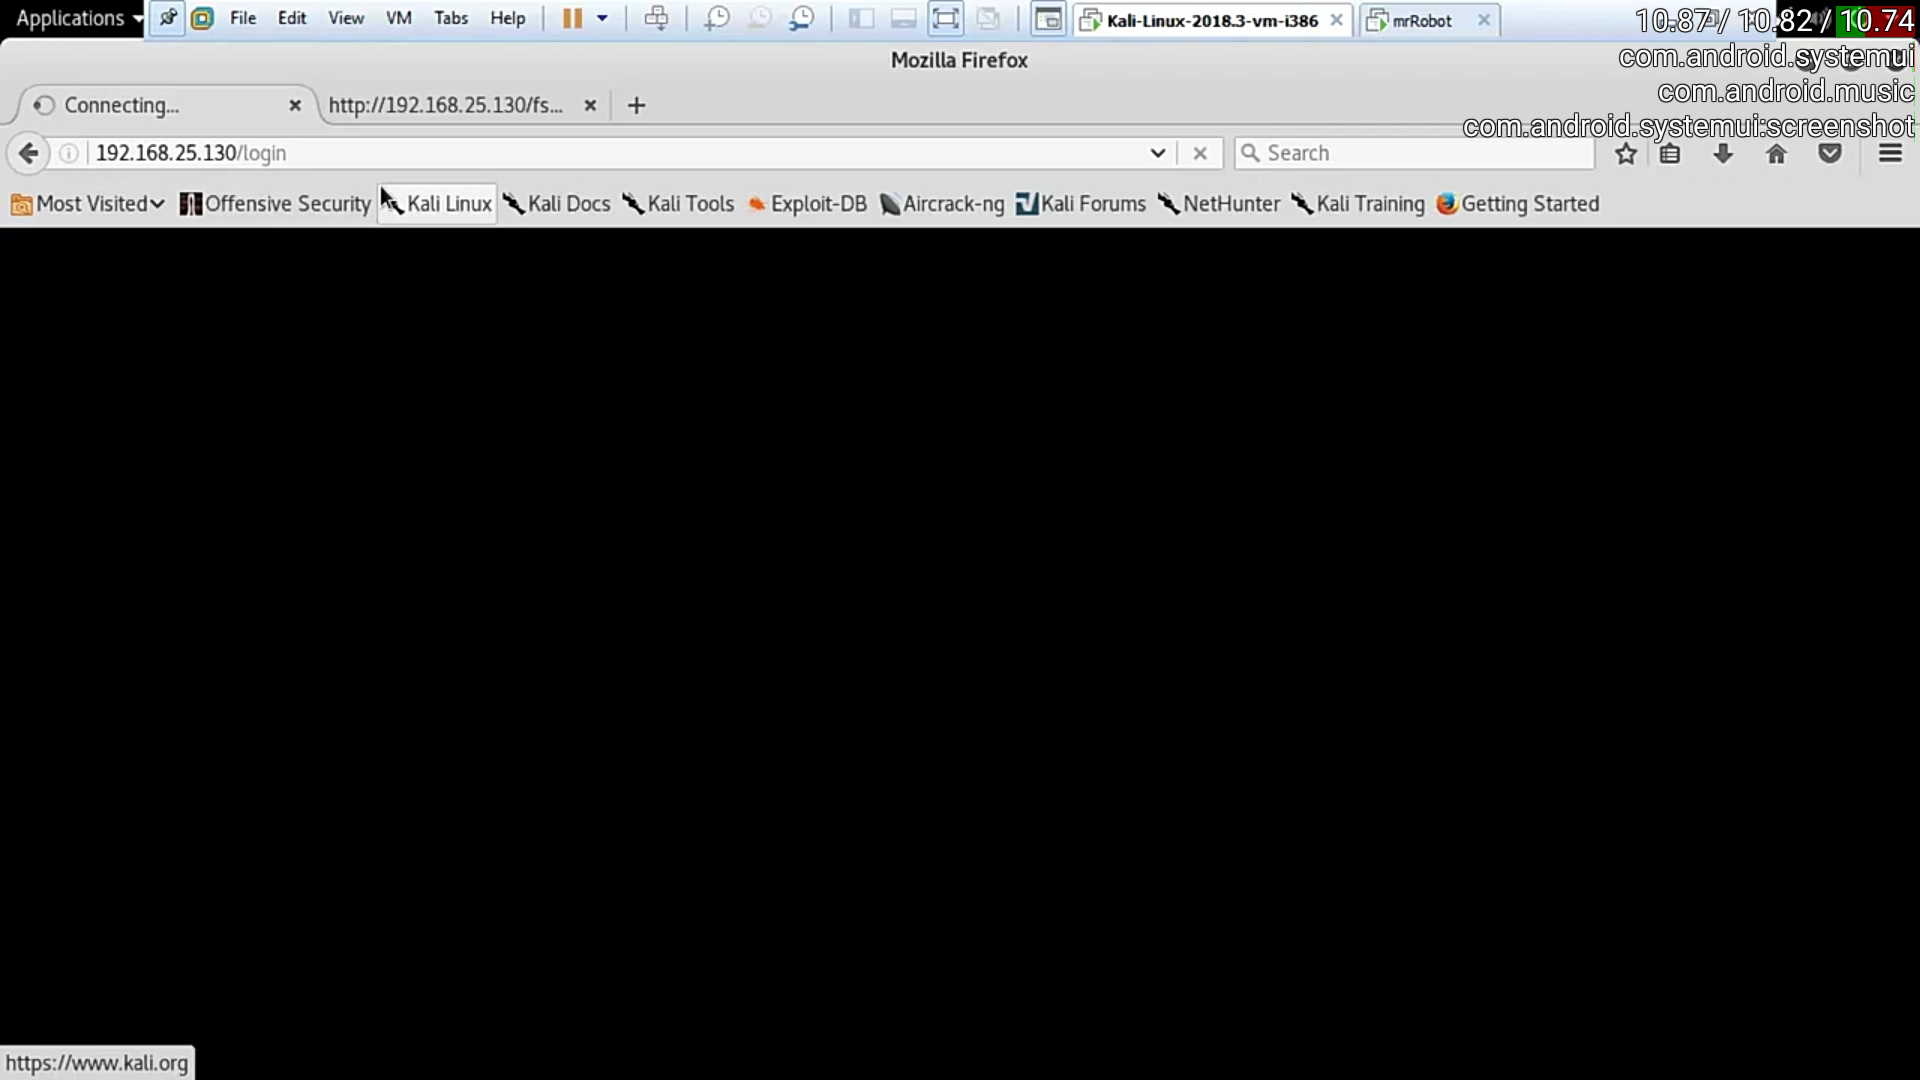 Applications File Edit View VM Tabs Help Kali-Linux-2018.3-vm-i386 mrRobot 10.87 / 10.82 / 10.74
Mozilla Firefox com.android.systemui
com.android.music
Connecting... http://192.168.25.130/fs... com.android.systemui:screenshot
192.168.25.130/login Search
Most Visited Offensive Security Kali Linux Kali Docs Kali Tools Exploit-DB Aircrack-ng Kali Forums NetHunter Kali Training Getting Started
https://www.kali.org